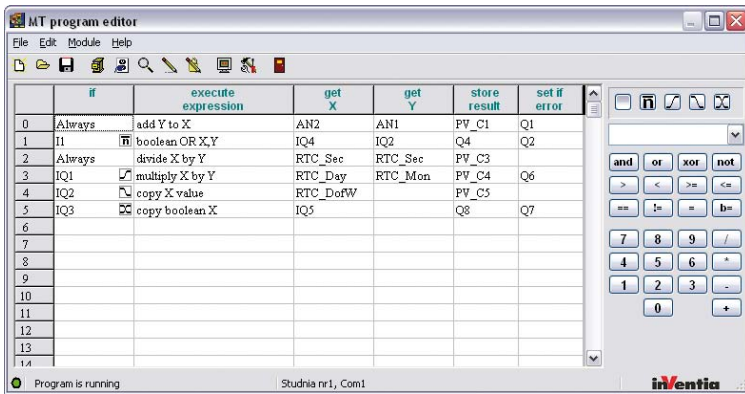 MT program editor
File Edit Module Help
if execute expression get X get Y store result set if error
0 Always add Y to X AN2 AN1 PV_C1 Q1
1 I1 n boolean OR X,Y IQ4 IQ2 Q4 Q2
2 Always divide X by Y RTC_Sec RTC_Sec PV_C3
3 IQ1 multiply X by Y RTC_Day RTC_Mon PV_C4 Q6
4 IQ2 copy X value RTC_DofW PV_C5
5 IQ3 copy boolean X IQ5 Q8 Q7
6
7
8
9
10
11
12
13
14
n
and or xor not
> < >= <=
== != = b=
7 8 9 /
4 5 6 *
1 2 3 -
0 +
Program is running Studnia nr1, Com1 inVentia